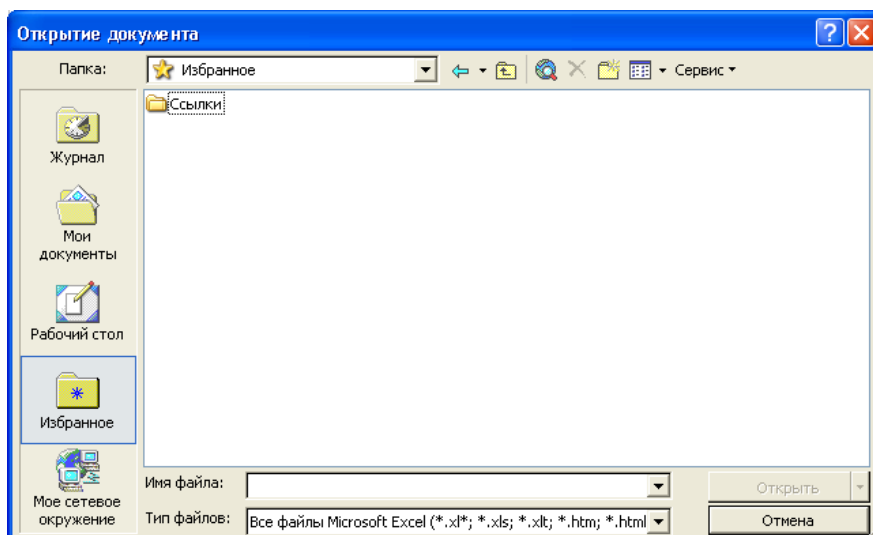 Открытие документа
Папка: Избранное Сервис
Ссылки
Журнал
Мои
документы
Рабочий стол
Избранное
Мое сетевое
окружение
Имя файла:
Открыть
Тип файлов: Все файлы Microsoft Excel (*.xl*; *.xls; *.xlt; *.htm; *.html
Отмена